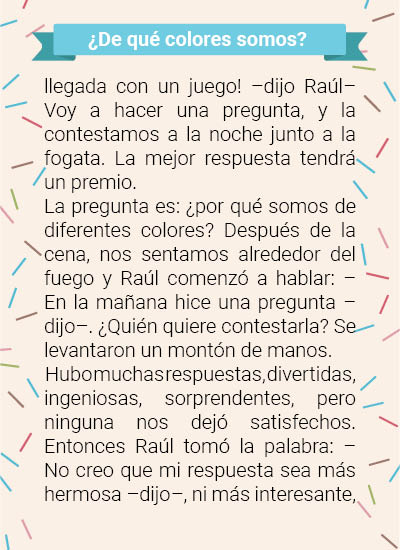 ¿De qué colores somos?
llegada con un juego! –dijo Raúl–
Voy a hacer una pregunta, y la
contestamos a la noche junto a la
fogata. La mejor respuesta tendrá
un premio.
La pregunta es: ¿por qué somos de
diferentes colores? Después de la
cena, nos sentamos alrededor del
fuego y Raúl comenzó a hablar: –
En la mañana hice una pregunta –
dijo–. ¿Quién quiere contestarla? Se
levantaron un montón de manos.
Hubo muchas respuestas, divertidas,
ingeniosas, sorprendentes, pero
ninguna nos dejó satisfechos.
Entonces Raúl tomó la palabra: –
No creo que mi respuesta sea más
hermosa –dijo–, ni más interesante,